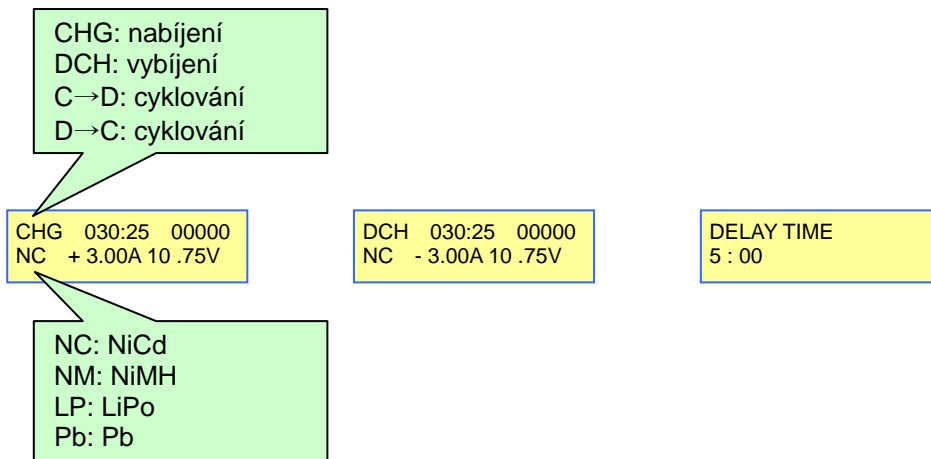 CHG: nabíjení
DCH: vybíjení
C→D: cyklování
D→C: cyklování
CHG 030:25 00000
NC + 3.00A 10 .75V
DCH 030:25 00000
NC - 3.00A 10 .75V
DELAY TIME
5 : 00
NC: NiCd
NM: NiMH
LP: LiPo
Pb: Pb